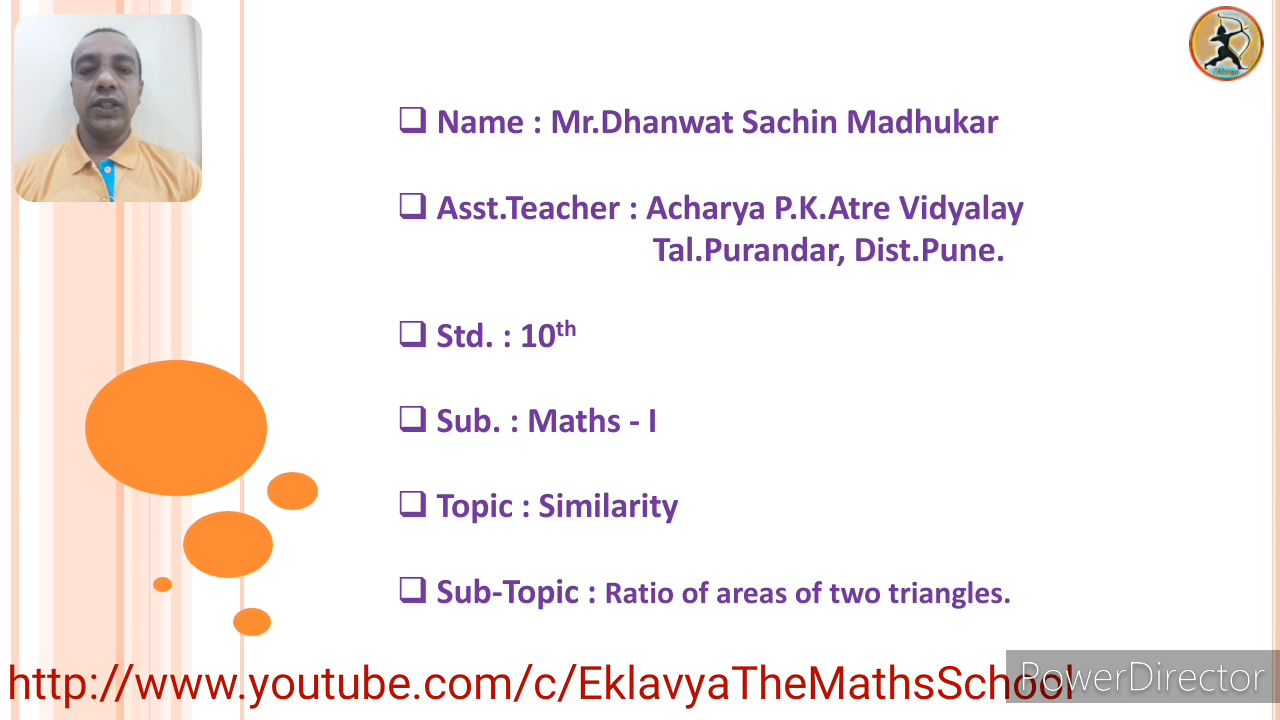 Name : Mr.Dhanwat Sachin Madhukar
Asst.Teacher : Acharya P.K.Atre Vidyalay
Tal.Purandar, Dist.Pune.
Std. : 10th
Sub. : Maths - I
Topic : Similarity
Sub-Topic : Ratio of areas of two triangles.
http://www.youtube.com/c/EklavyaTheMathsSchool
PowerDirector